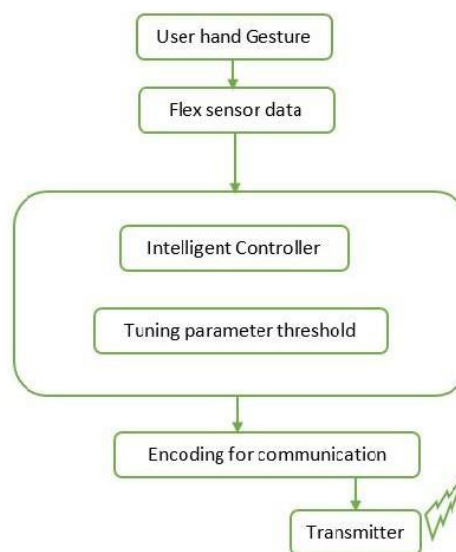 User hand Gesture
Flex sensor data
Intelligent Controller
Tuning parameter threshold
Encoding for communication
Transmitter